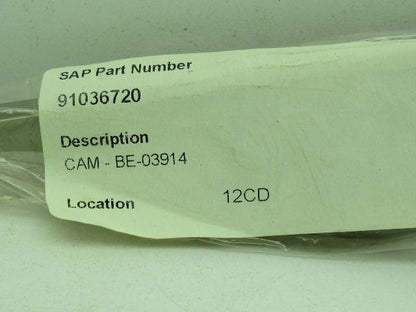 SAP Part Number
91036720
Description
CAM - BE-03914
Location 12CD